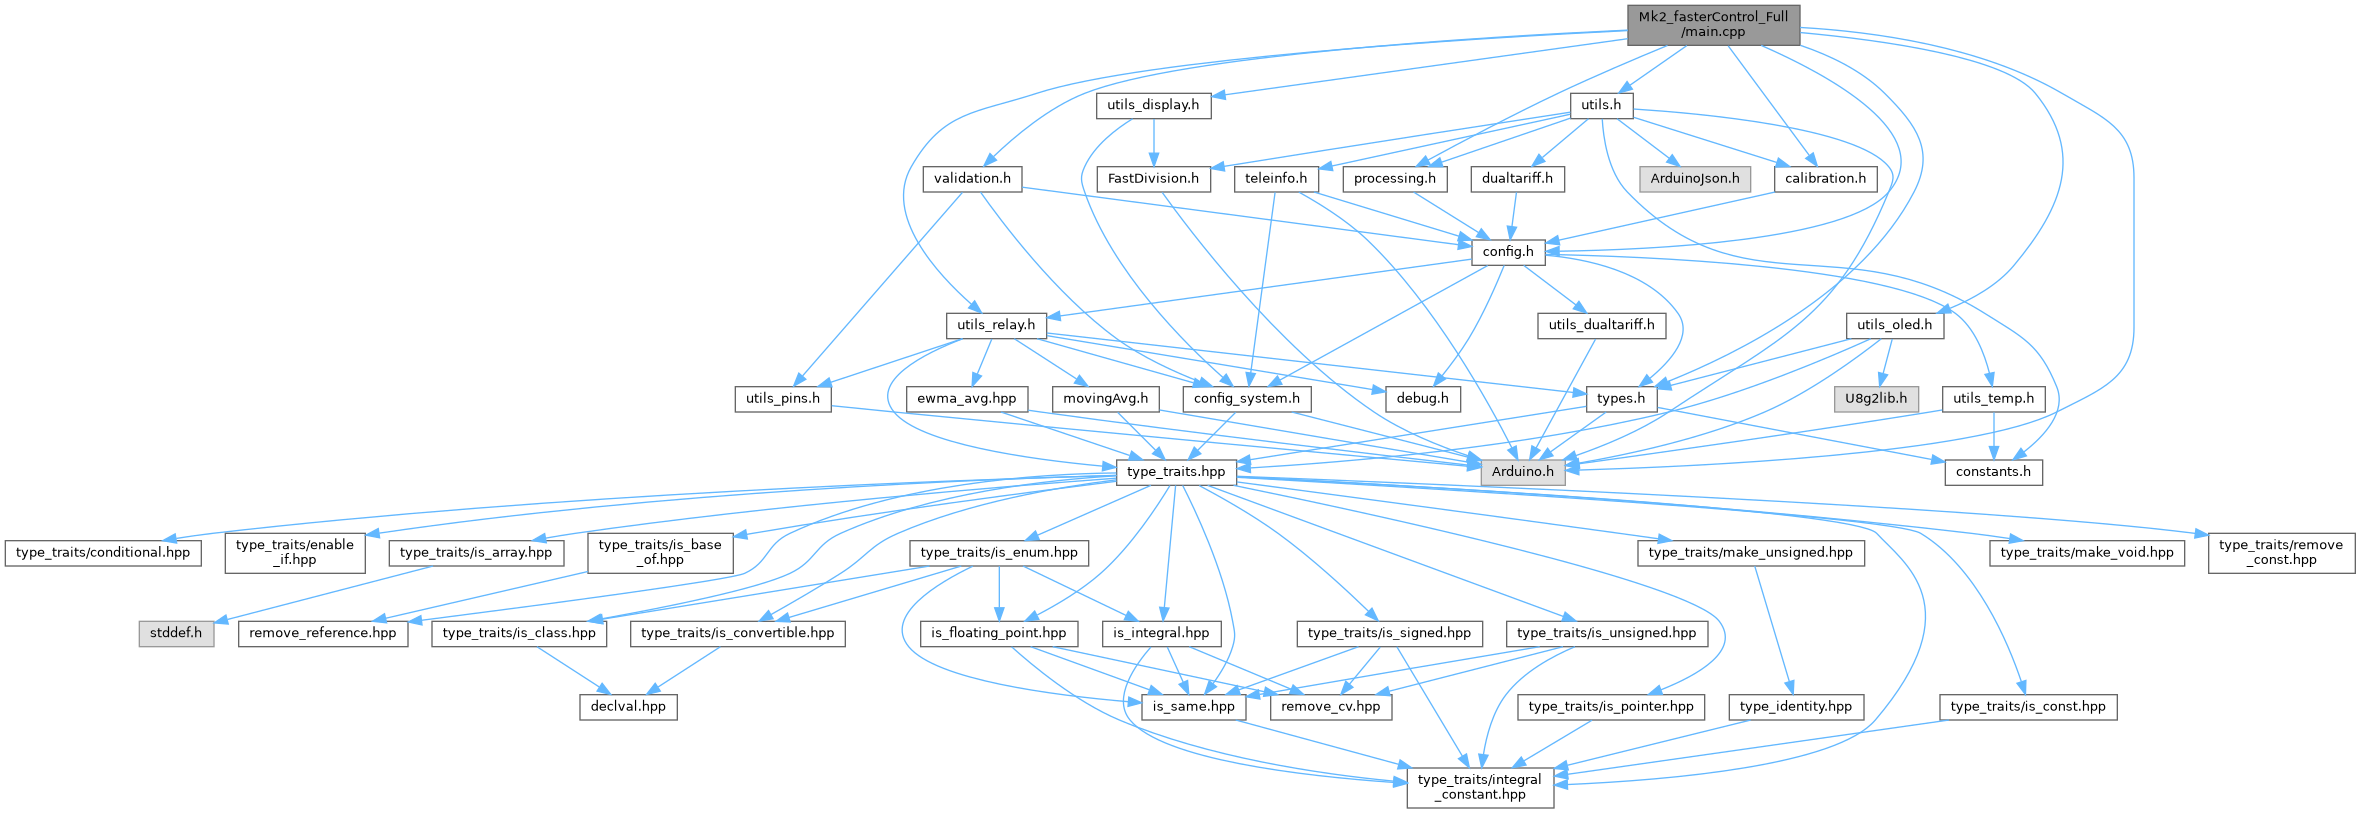 Mk2_fasterControl_Full
/main.cpp
utils_display.h
utils.h
validation.h
FastDivision.h
teleinfo.h
processing.h
dualtariff.h
ArduinoJson.h
calibration.h
config.h
utils_relay.h
utils_dualtariff.h
utils_oled.h
utils_pins.h
ewma_avg.hpp
movingAvg.h
config_system.h
debug.h
types.h
U8g2lib.h
utils_temp.h
type_traits.hpp
Arduino.h
constants.h
type_traits/conditional.hpp
type_traits/enable
_if.hpp
type_traits/is_array.hpp
type_traits/is_base
_of.hpp
type_traits/is_enum.hpp
type_traits/make_unsigned.hpp
type_traits/make_void.hpp
type_traits/remove
_const.hpp
stddef.h
remove_reference.hpp
type_traits/is_class.hpp
type_traits/is_convertible.hpp
is_floating_point.hpp
is_integral.hpp
type_traits/is_signed.hpp
type_traits/is_unsigned.hpp
declval.hpp
is_same.hpp
remove_cv.hpp
type_traits/is_pointer.hpp
type_identity.hpp
type_traits/is_const.hpp
type_traits/integral
_constant.hpp